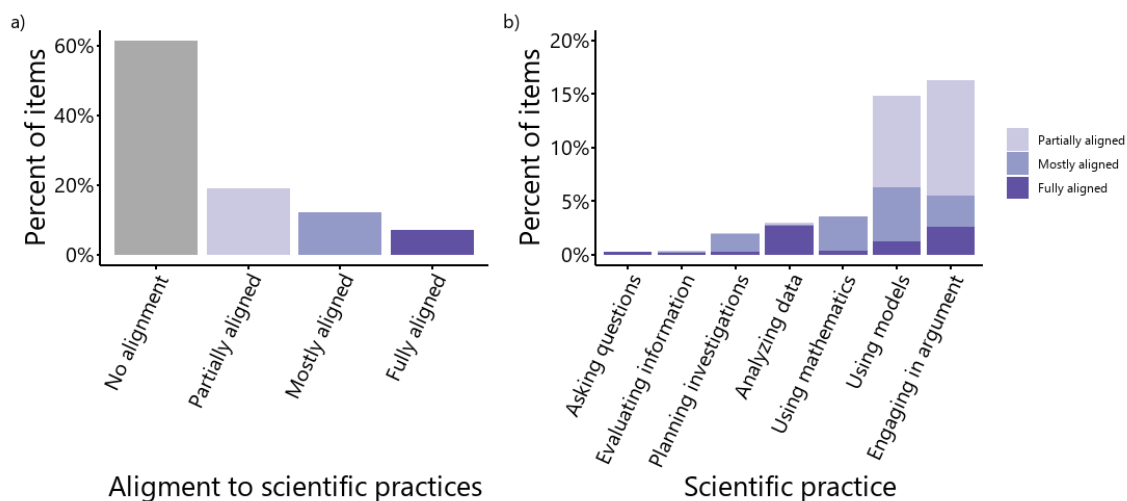 a)
Percent of items
60%
40%
20%
0%
No alignment
Partially aligned
Mostly aligned
Fully aligned
Aligment to scientific practices
b)
Percent of items
20%
15%
10%
5%
0%
Asking questions
Evaluating information
Planning investigations
Analyzing data
Using mathematics
Using models
Engaging in argument
Scientific practice
Partially aligned
Mostly aligned
Fully aligned